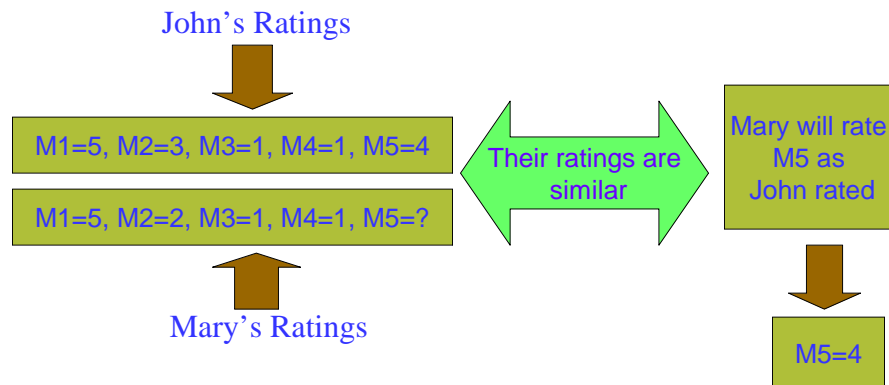 John's Ratings
M1=5, M2=3, M3=1, M4=1, M5=4
M1=5, M2=2, M3=1, M4=1, M5=?
Mary's Ratings
Their ratings are
similar
Mary will rate
M5 as
John rated
M5=4